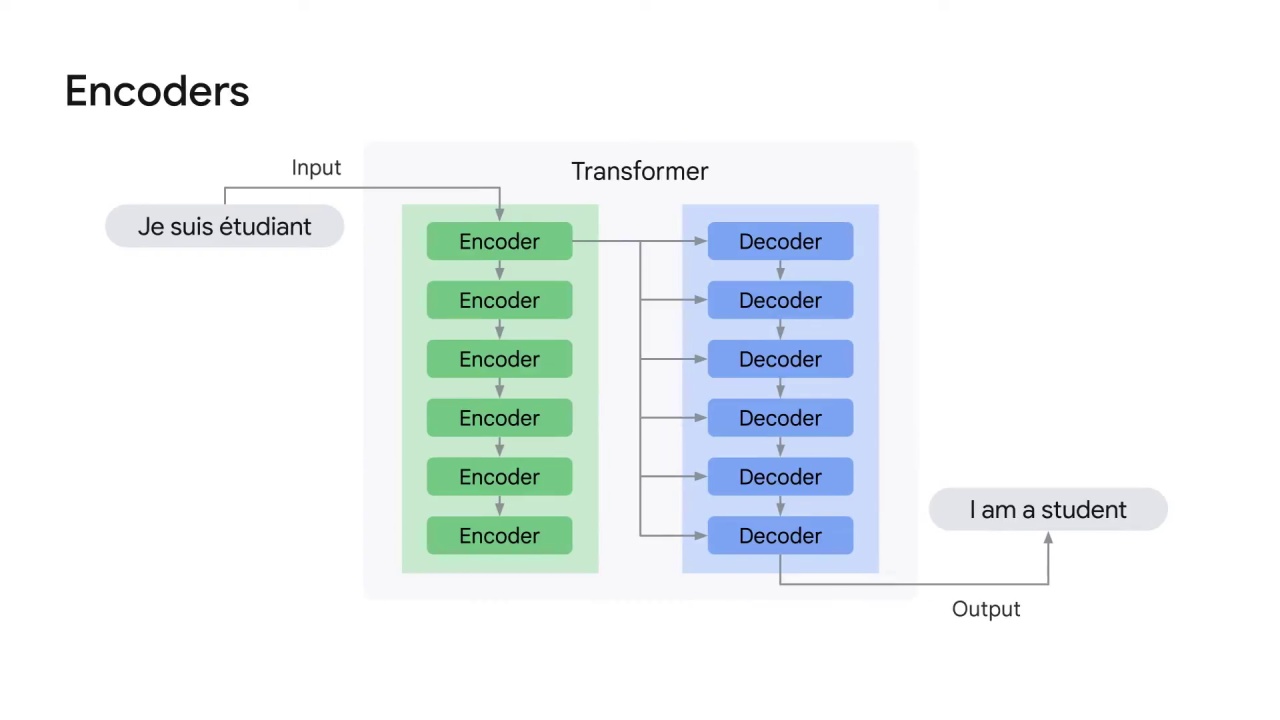 Encoders
Input
Transformer
Je suis étudiant
Encoder
Decoder
Encoder
Decoder
Encoder
Decoder
Encoder
Decoder
Encoder
Decoder
I am a student
Encoder
Decoder
Output